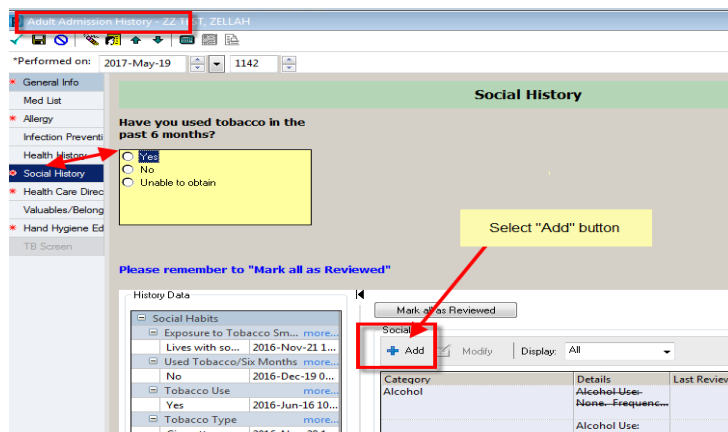 Adult Admission History - ZZ TEST, ZELLAH
*Performed on: 2017-May-19 1142
General Info
Med List
Allergy
Infection Preventi
Health History
Social History
Health Care Direc
Valuables/Belong
Hand Hygiene Ed
TB Screen
Social History
Have you used tobacco in the
past 6 months?
Yes
No
Unable to obtain
Select "Add" button
Please remember to "Mark all as Reviewed"
History Data
Social Habits
Exposure to Tobacco Sm... more...
Lives with so... 2016-Nov-21 1...
Used Tobacco/Six Months more...
No 2016-Dec-19 0...
Tobacco Use more...
Yes 2016-Jun-16 10...
Tobacco Type more...
Mark all as Reviewed
Social
Add Modify Display: All
Category Details Last Review
Alcohol Alcohol Use:
None. Frequenc...
Alcohol Use: